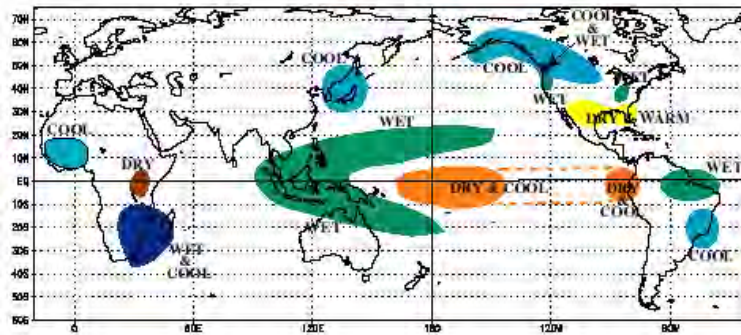 70N
COOL
&
WET
60N
COOL
COOL
50N
40N
WET
30N
DRY & WARM
COOL
WET
20N
DRY
10N
WET
EQ
DRY & COOL
DRY
&
COOL
10S
20S
WET
WET
&
COOL
COOL
30S
40S
50S
60S
0
60E
120E
180
120W
60W